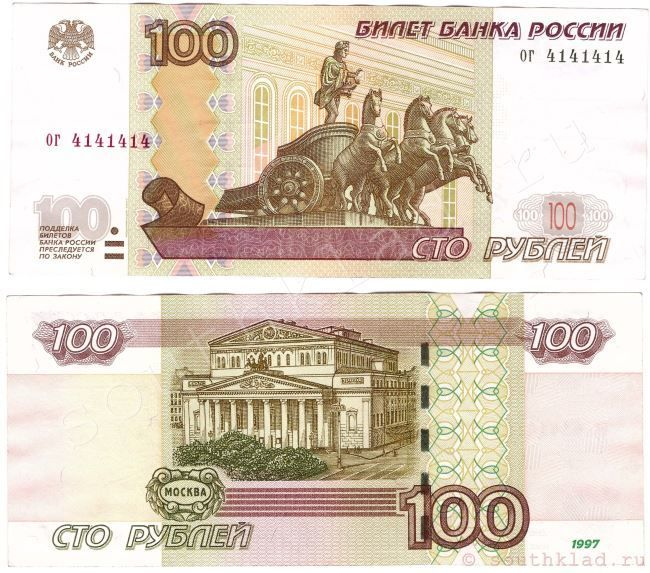 БАНК РОССИИ
100
БИЛЕТ БАНКА РОССИИ
ог 4141414
ог 4141414
100
ПОДДЕЛКА
БИЛЕТОВ
БАНКА РОССИИ
ПРЕСЛЕДУЕТСЯ
ПО ЗАКОНУ
100 100 100
СТО РУБЛЕЙ
100
100
МОСКВА
100
СТО РУБЛЕЙ
1997
© southklad.ru